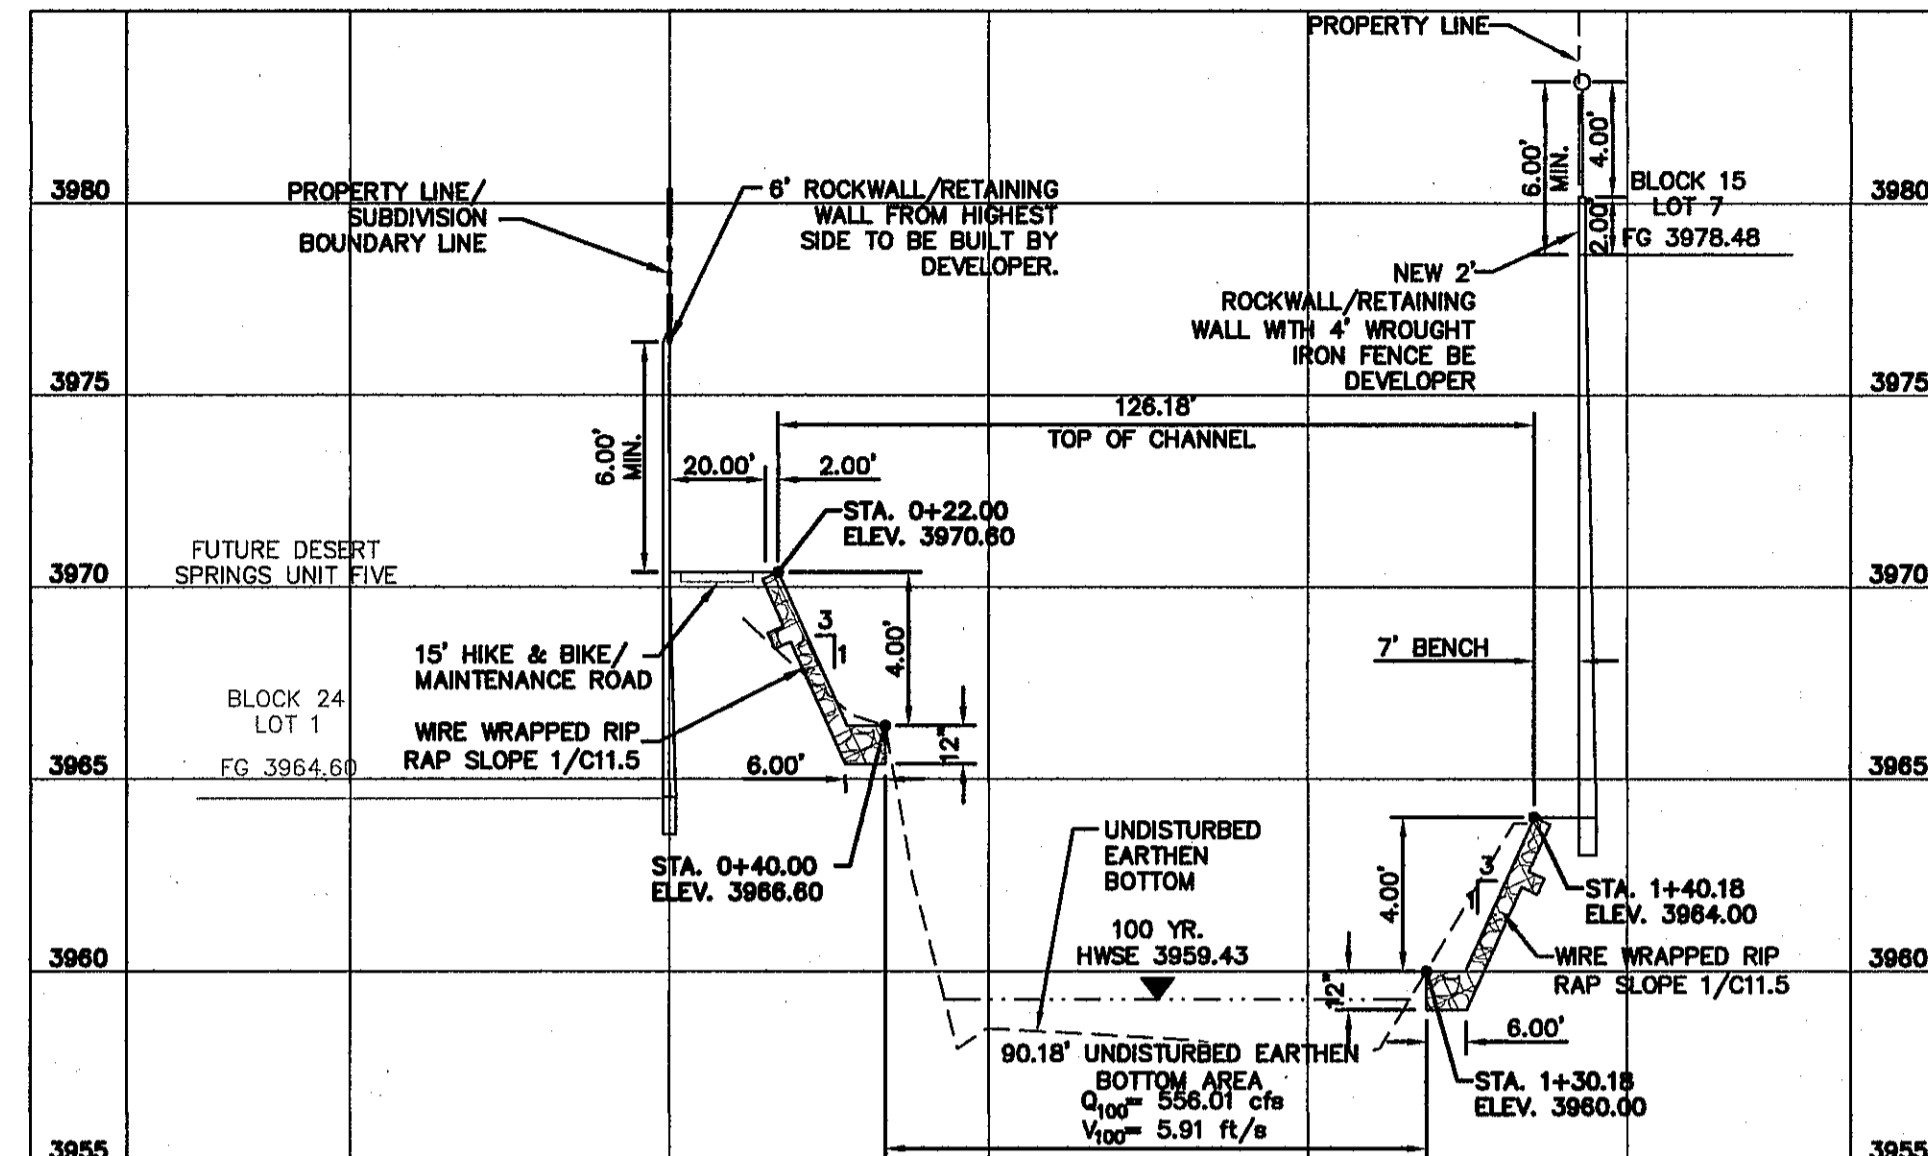 PROPERTY LINE
6.00'
MIN.
4.00'
3980
PROPERTY LINE/
SUBDIVISION
BOUNDARY LINE
6' ROCKWALL/RETAINING
WALL FROM HIGHEST
SIDE TO BE BUILT BY
DEVELOPER.
BLOCK 15
LOT 7
FG 3978.48
2.00'
3980
NEW 2'
ROCKWALL/RETAINING
WALL WITH 4' WROUGHT
IRON FENCE BE
DEVELOPER
3975
3975
126.18'
TOP OF CHANNEL
6.00'
MIN.
20.00'
2.00'
STA. 0+22.00
ELEV. 3970.60
FUTURE DESERT
SPRINGS UNIT FIVE
3970
3970
3
1
4.00'
15' HIKE & BIKE/
MAINTENANCE ROAD
7' BENCH
BLOCK 24
LOT 1
FG 3964.60
WIRE WRAPPED RIP
RAP SLOPE 1/C11.5
6.00'
12"
3965
3965
STA. 0+40.00
ELEV. 3966.60
UNDISTURBED
EARTHEN
BOTTOM
4.00'
3
1
STA. 1+40.18
ELEV. 3964.00
100 YR.
HWSE 3959.43
WIRE WRAPPED RIP
RAP SLOPE 1/C11.5
3960
3960
12"
6.00'
90.18' UNDISTURBED EARTHEN
BOTTOM AREA
Q100= 556.01 cfs
V100= 5.91 ft/s
STA. 1+30.18
ELEV. 3960.00
3955
3955